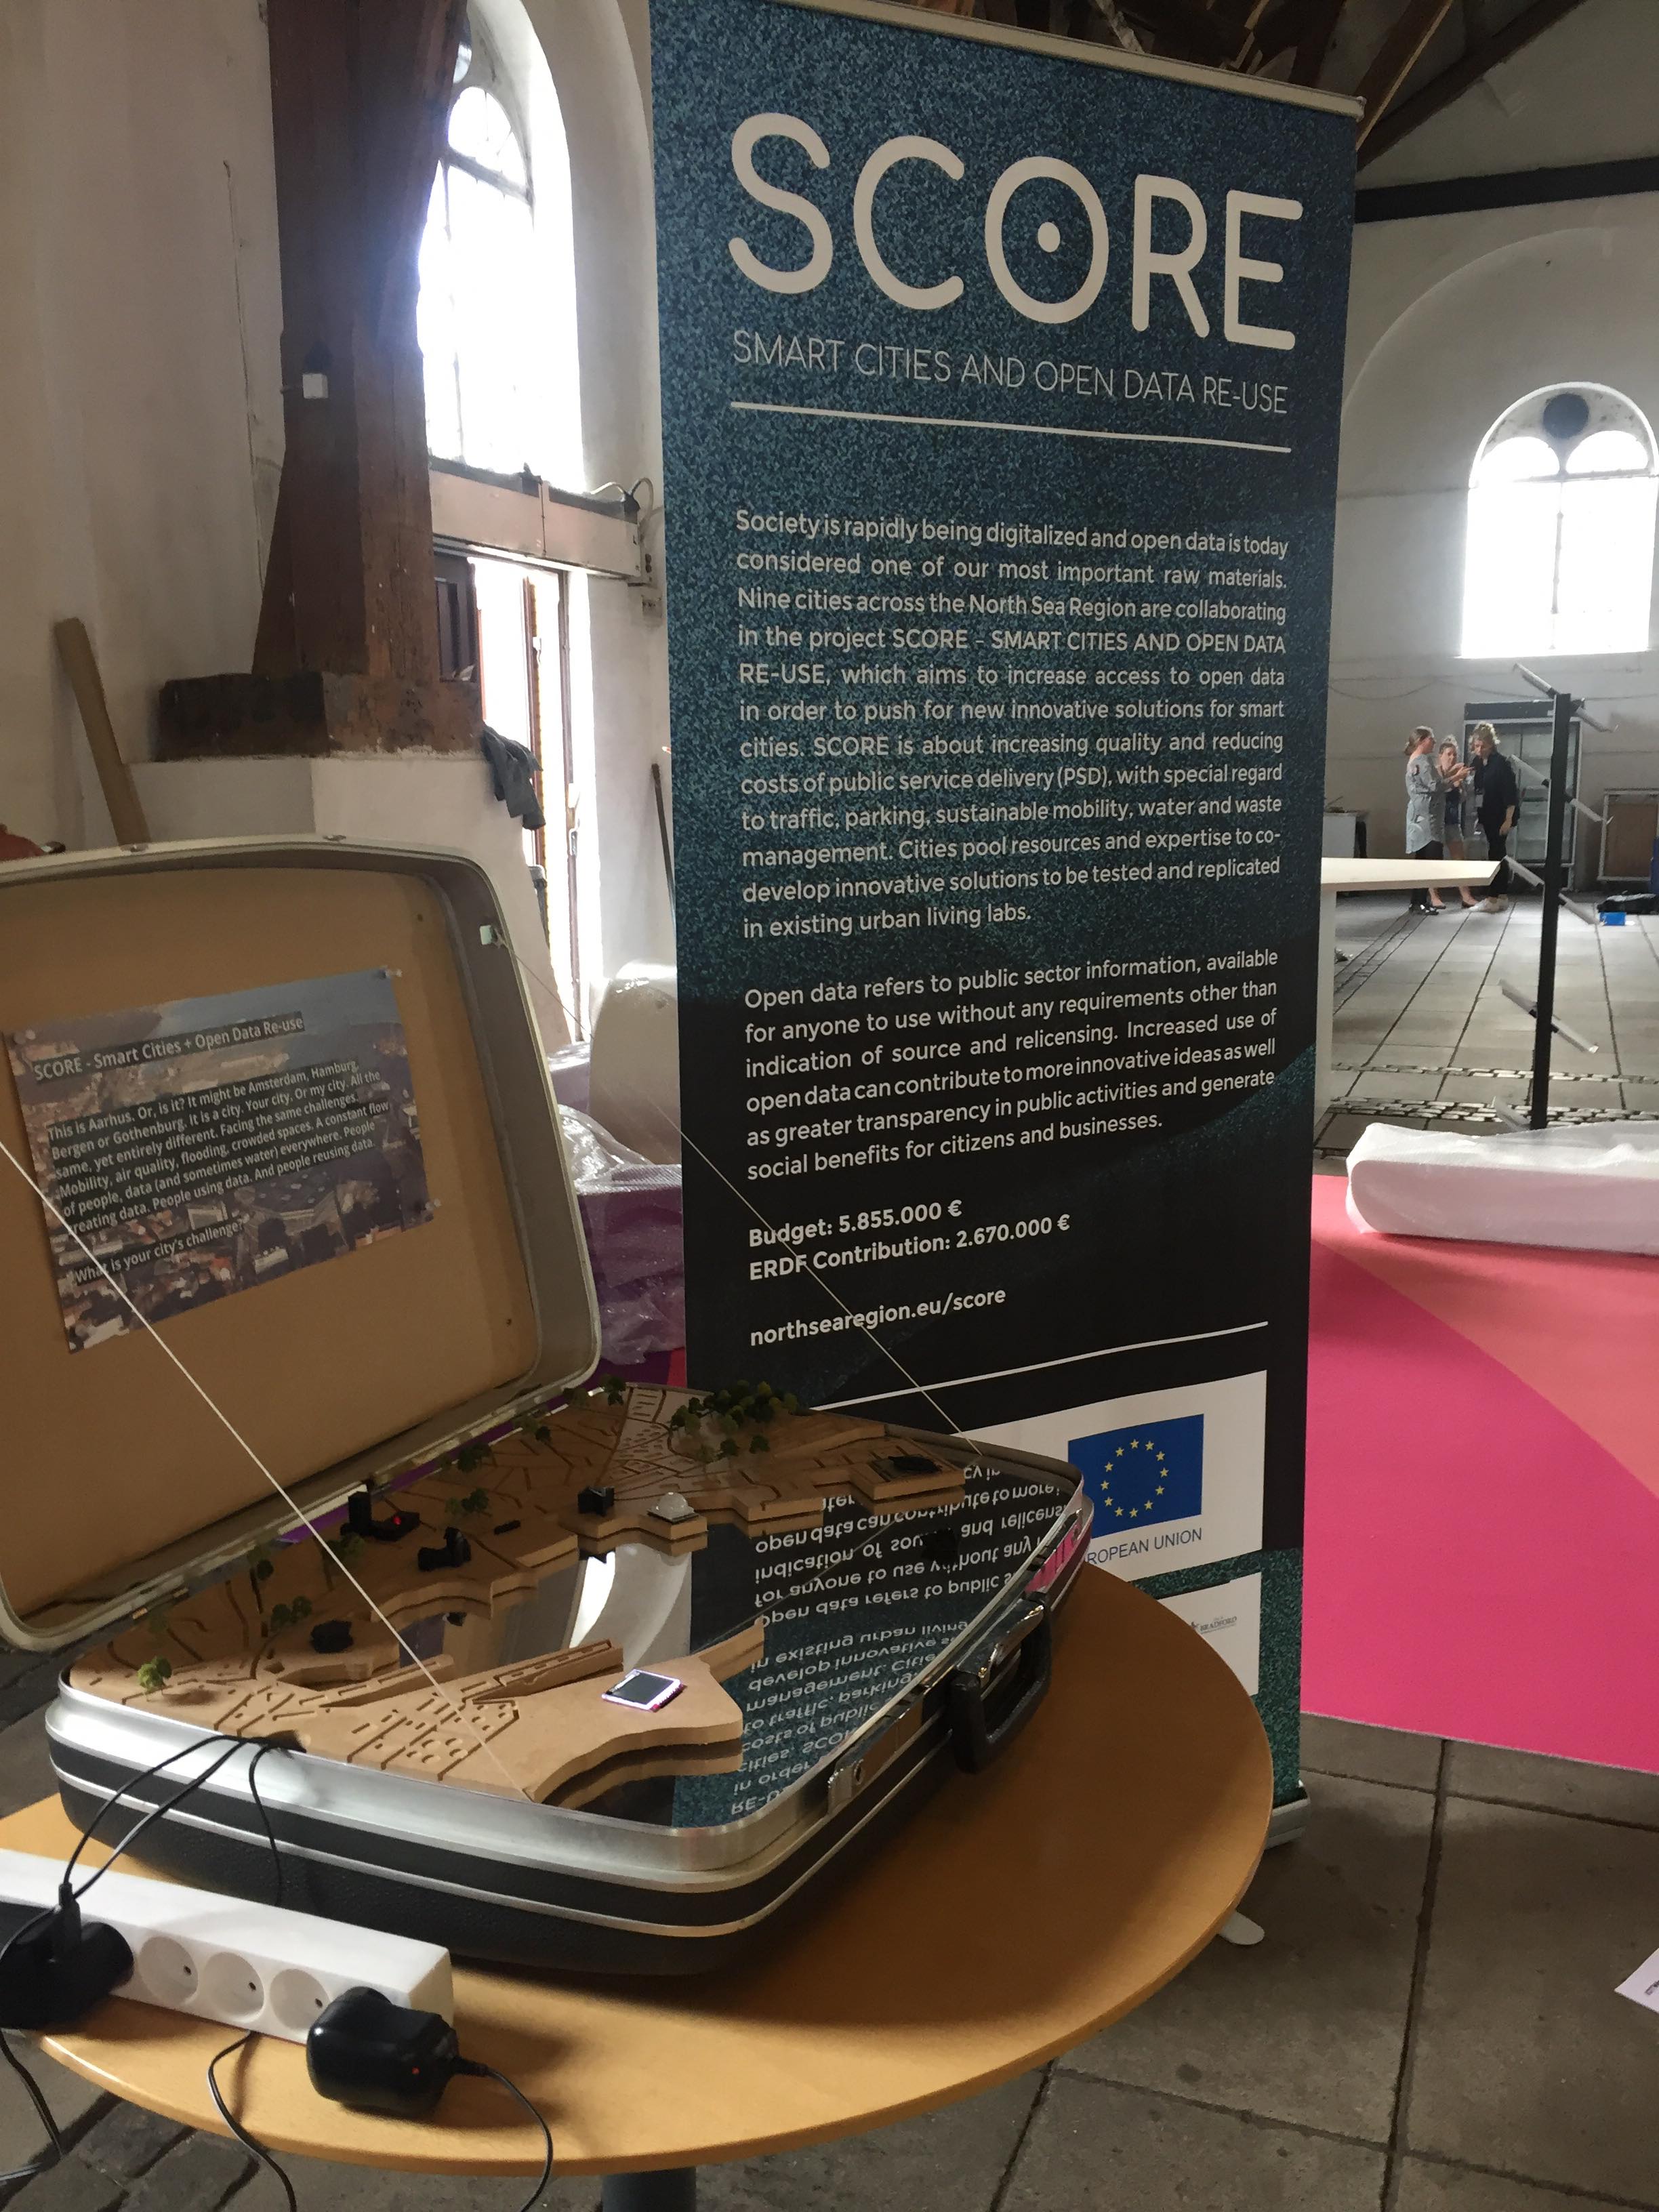 SCORE
SMART CITIES AND OPEN DATA RE-USE
Society is rapidly being digitalized and open data is today
considered one of our most important raw materials.
Nine cities across the North Sea Region are collaborating
in the project SCORE – SMART CITIES AND OPEN DATA
RE-USE, which aims to increase access to open data
in order to push for new innovative solutions for smart
cities. SCORE is about increasing quality and reducing
costs of public service delivery (PSD), with special regard
to traffic, parking, sustainable mobility, water and waste
management. Cities pool resources and expertise to co-
develop innovative solutions to be tested and replicated
in existing urban living labs.
Open data refers to public sector information, available
for anyone to use without any requirements other than
indication of source and relicensing. Increased use of
open data can contribute to more innovative ideas as well
as greater transparency in public activities and generate
social benefits for citizens and businesses.
Budget: 5.855.000 €
ERDF Contribution: 2.670.000 €
northsearegion.eu/score
EUROPEAN UNION
BRADFORD
SCORE - Smart Cities + Open Data Re-use
This is Aarhus. Or, is it? It might be Amsterdam, Hamburg,
Bergen or Gothenburg. It is a city. Your city. Or my city. All the
same, yet entirely different. Facing the same challenges.
Mobility, air quality, flooding, crowded spaces. A constant flow
of people, data (and sometimes water) everywhere. People
creating data. People using data. And people reusing data.
What is your city's challenge?